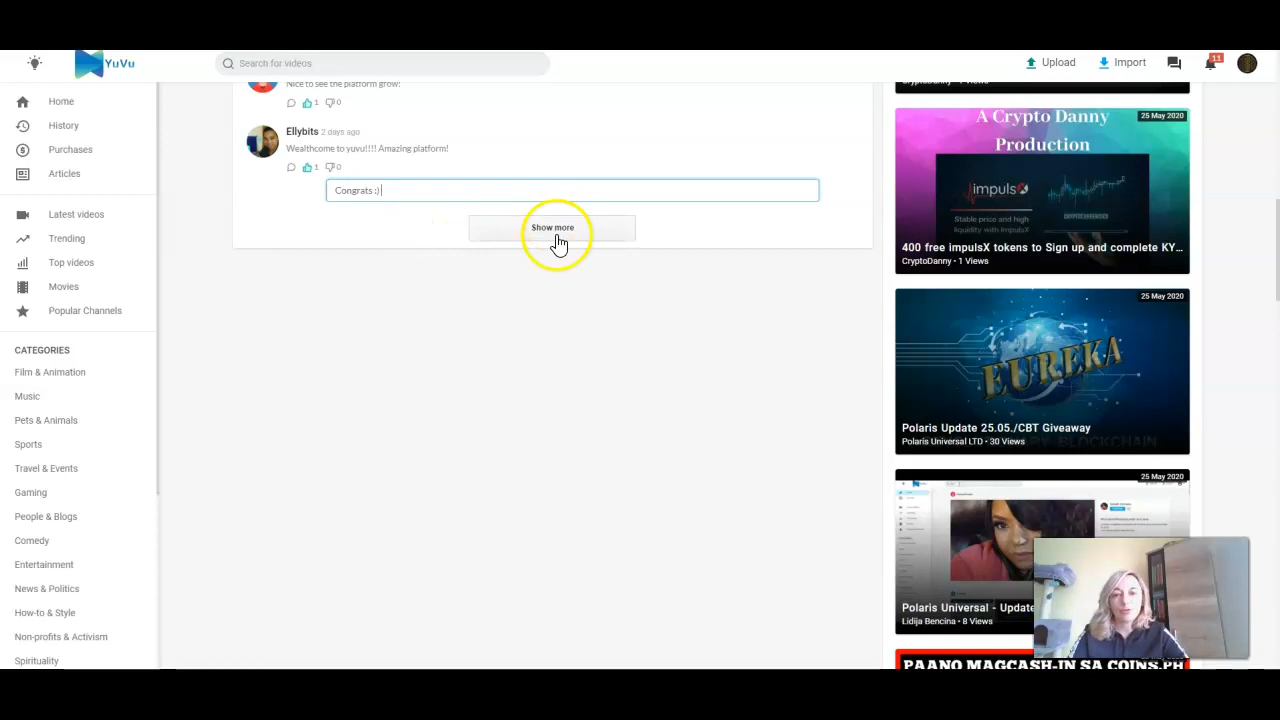 YuVu
Search for videos
Upload
Import
11
Home
History
Purchases
Articles
Latest videos
Trending
Top videos
Movies
Popular Channels
CATEGORIES
Film & Animation
Music
Pets & Animals
Sports
Travel & Events
Gaming
People & Blogs
Comedy
Entertainment
News & Politics
How-to & Style
Non-profits & Activism
Spirituality
Nice to see the platform grow!
1 0
Ellybits 2 days ago
Wealthcome to yuvu!!!! Amazing platform!
1 0
Congrats :)
Show more
CryptoDanny • 1 Views
25 May 2020
A Crypto Danny
Production
impulsX
Stable price and high
liquidity with ImpulsX
400 free impulsX tokens to Sign up and complete KY...
CryptoDanny • 1 Views
25 May 2020
EUREKA
Polaris Update 25.05./CBT Giveaway
Polaris Universal LTD • 30 Views
25 May 2020
Polaris Universal - Update
Lidija Bencina • 8 Views
PAANO MAGCASH-IN SA COINS.PH